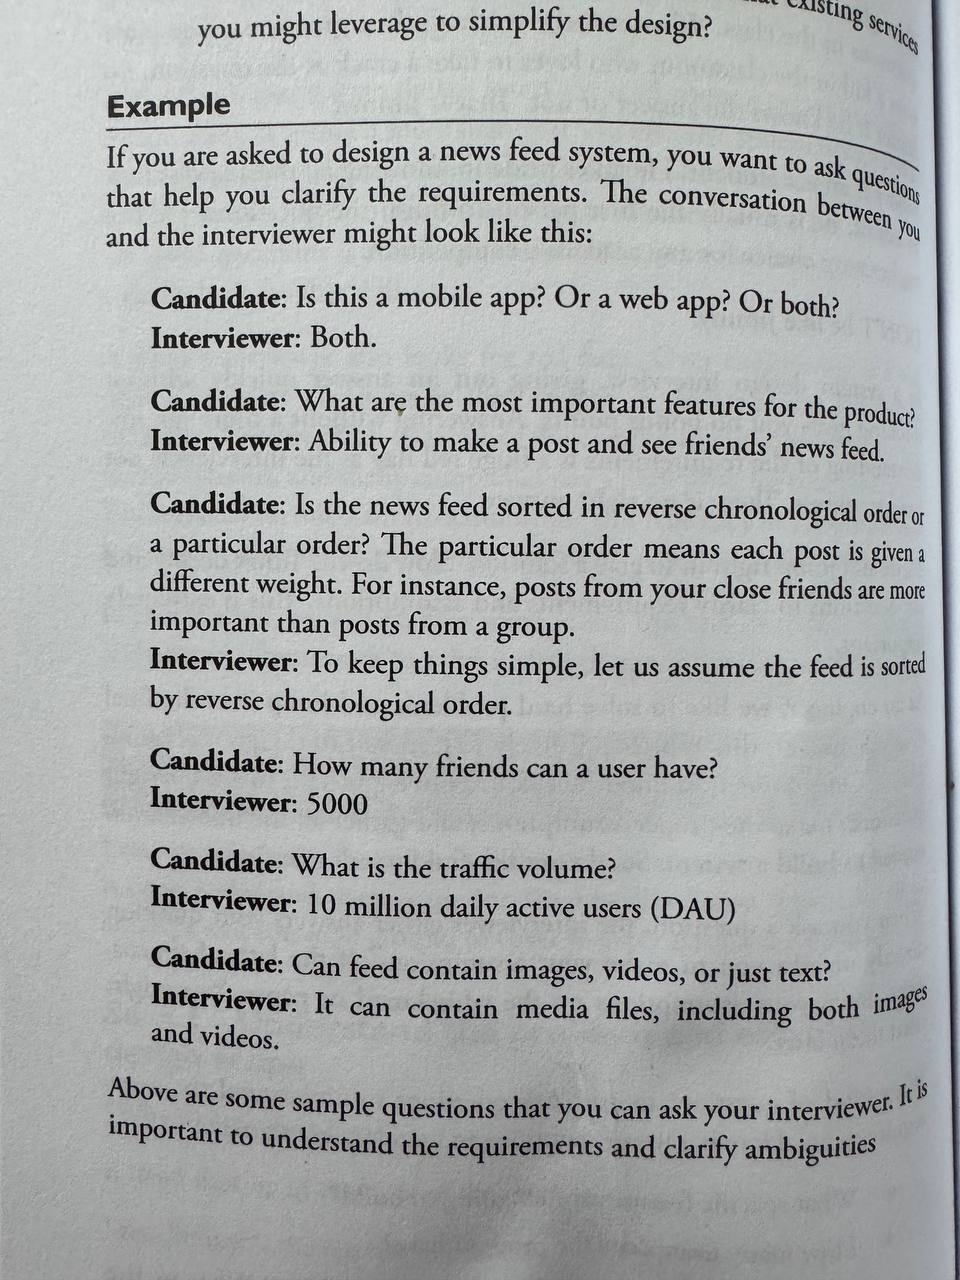 existing services
you might leverage to simplify the design?
Example
If you are asked to design a news feed system, you want to ask questions
that help you clarify the requirements. The conversation between you
and the interviewer might look like this:
Candidate: Is this a mobile app? Or a web app? Or both?
Interviewer: Both.
Candidate: What are the most important features for the product?
Interviewer: Ability to make a post and see friends’ news feed.
Candidate: Is the news feed sorted in reverse chronological order or
a particular order? The particular order means each post is given a
different weight. For instance, posts from your close friends are more
important than posts from a group.
Interviewer: To keep things simple, let us assume the feed is sorted
by reverse chronological order.
Candidate: How many friends can a user have?
Interviewer: 5000
Candidate: What is the traffic volume?
Interviewer: 10 million daily active users (DAU)
Candidate: Can feed contain images, videos, or just text?
Interviewer: It can contain media files, including both images
and videos.
Above are some sample questions that you can ask your interviewer. It is
important to understand the requirements and clarify ambiguities